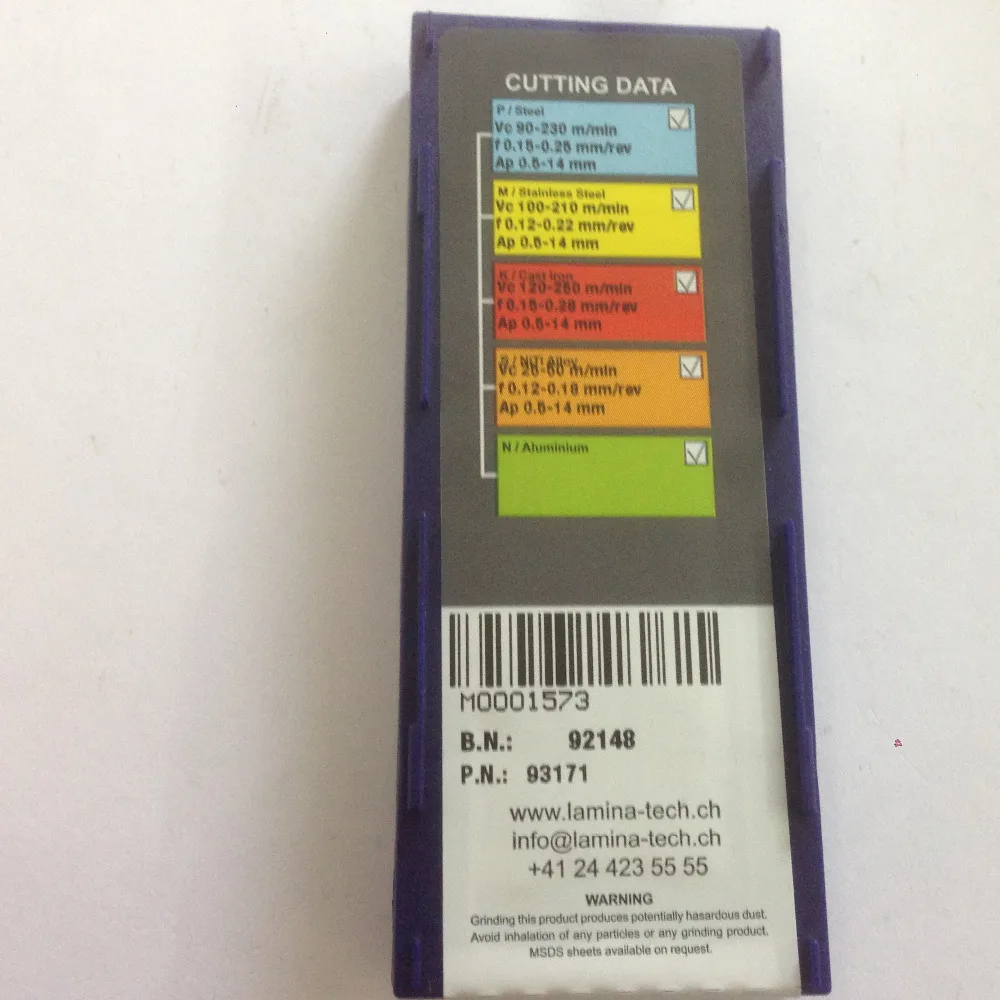 CUTTING DATA
P / Steel
Vc 90-230 m/min
f 0.15-0.25 mm/rev
Ap 0.5-14 mm
M / Stainless Steel
Vc 100-210 m/min
f 0.12-0.22 mm/rev
Ap 0.5-14 mm
K / Cast Iron
Vc 120-250 m/min
f 0.15-0.28 mm/rev
Ap 0.5-14 mm
Alloy
Vc m/min
f 0.12-0.18 mm/rev
Ap 0.5-14 mm
N / Aluminium
M0001573
B.N.: 92148
P.N.: 93171
www.lamina-tech.ch
info@lamina-tech.ch
+41 24 423 55 55
WARNING
Grinding this product produces potentially hazardous dust.
Avoid inhalation of any particles or any grinding product.
MSDS sheets available on request.